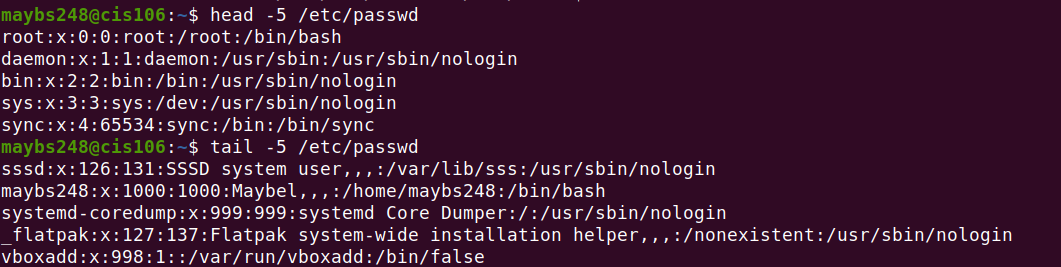 maybs248@cis106:~$ head -5 /etc/passwd
root:x:0:0:root:/root:/bin/bash
daemon:x:1:1:daemon:/usr/sbin:/usr/sbin/nologin
bin:x:2:2:bin:/bin:/usr/sbin/nologin
sys:x:3:3:sys:/dev:/usr/sbin/nologin
sync:x:4:65534:sync:/bin:/bin/sync
maybs248@cis106:~$ tail -5 /etc/passwd
sssd:x:126:131:SSSD system user,,,:/var/lib/sss:/usr/sbin/nologin
maybs248:x:1000:1000:Maybel,,,:/home/maybs248:/bin/bash
systemd-coredump:x:999:999:systemd Core Dumper:/:/usr/sbin/nologin
_flatpak:x:127:137:Flatpak system-wide installation helper,,,:/nonexistent:/usr/sbin/nologin
vboxadd:x:998:1::/var/run/vboxadd:/bin/false